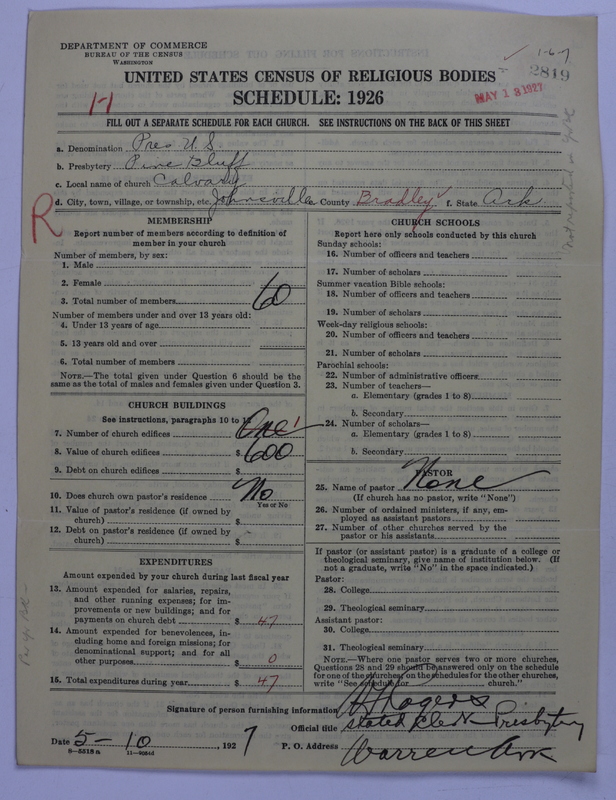 DEPARTMENT OF COMMERCE
BUREAU OF THE CENSUS
WASHINGTON
1-6-7
2819
MAY 13 1927
UNITED STATES CENSUS OF RELIGIOUS BODIES
SCHEDULE: 1926
H
FILL OUT A SEPARATE SCHEDULE FOR EACH CHURCH. SEE INSTRUCTIONS ON THE BACK OF THIS SHEET
a. Denomination Pres U.S.
b. Presbytery Pine Bluff
c. Local name of church Calvary
d. City, town, village, or township, etc. Johnsville e. County Bradley f. State Ark
R
MEMBERSHIP
Report number of members according to definition of
member in your church
Number of members, by sex:
1. Male
2. Female
3. Total number of members 60
Number of members under and over 13 years old:
4. Under 13 years of age
5. 13 years old and over
6. Total number of members
NOTE.—The total given under Question 6 should be the
same as the total of males and females given under Question 3.
CHURCH BUILDINGS
See instructions, paragraphs 10 to 12
7. Number of church edifices One 1
8. Value of church edifices $ 600
9. Debt on church edifices $
10. Does church own pastor's residence No
Yes or No
11. Value of pastor's residence (if owned by
church) $
12. Debt on pastor's residence (if owned by
church) $
EXPENDITURES
Amount expended by your church during last fiscal year
13. Amount expended for salaries, repairs,
and other running expenses; for im-
provements or new buildings; and for
payments on church debt $ 47
14. Amount expended for benevolences, in-
cluding home and foreign missions; for
denominational support; and for all
other purposes $ 0
15. Total expenditures during year $ 47
CHURCH SCHOOLS
Report here only schools conducted by this church
Sunday schools:
16. Number of officers and teachers
17. Number of scholars
Summer vacation Bible schools:
18. Number of officers and teachers
19. Number of scholars
Week-day religious schools:
20. Number of officers and teachers
21. Number of scholars
Parochial schools:
22. Number of administrative officers
23. Number of teachers—
a. Elementary (grades 1 to 8)
b. Secondary
24. Number of scholars—
a. Elementary (grades 1 to 8)
b. Secondary
PASTOR
25. Name of pastor None
(If church has no pastor, write "None")
26. Number of ordained ministers, if any, em-
ployed as assistant pastors
27. Number of other churches served by the
pastor or his assistants
If pastor (or assistant pastor) is a graduate of a college or
theological seminary, give name of institution below. (If
not a graduate, write "No" in the space indicated.)
Pastor:
28. College
29. Theological seminary
Assistant pastor:
30. College
31. Theological seminary
NOTE.—Where one pastor serves two or more churches,
Questions 28 and 29 should be answered only on the schedule
for one of the churches; on the schedules for the other churches,
write "See schedule for church."
Signature of person furnishing information Rogers
Official title Stated Clerk Presbytery
Date 5-10, 1927 P. O. Address Warren Ark